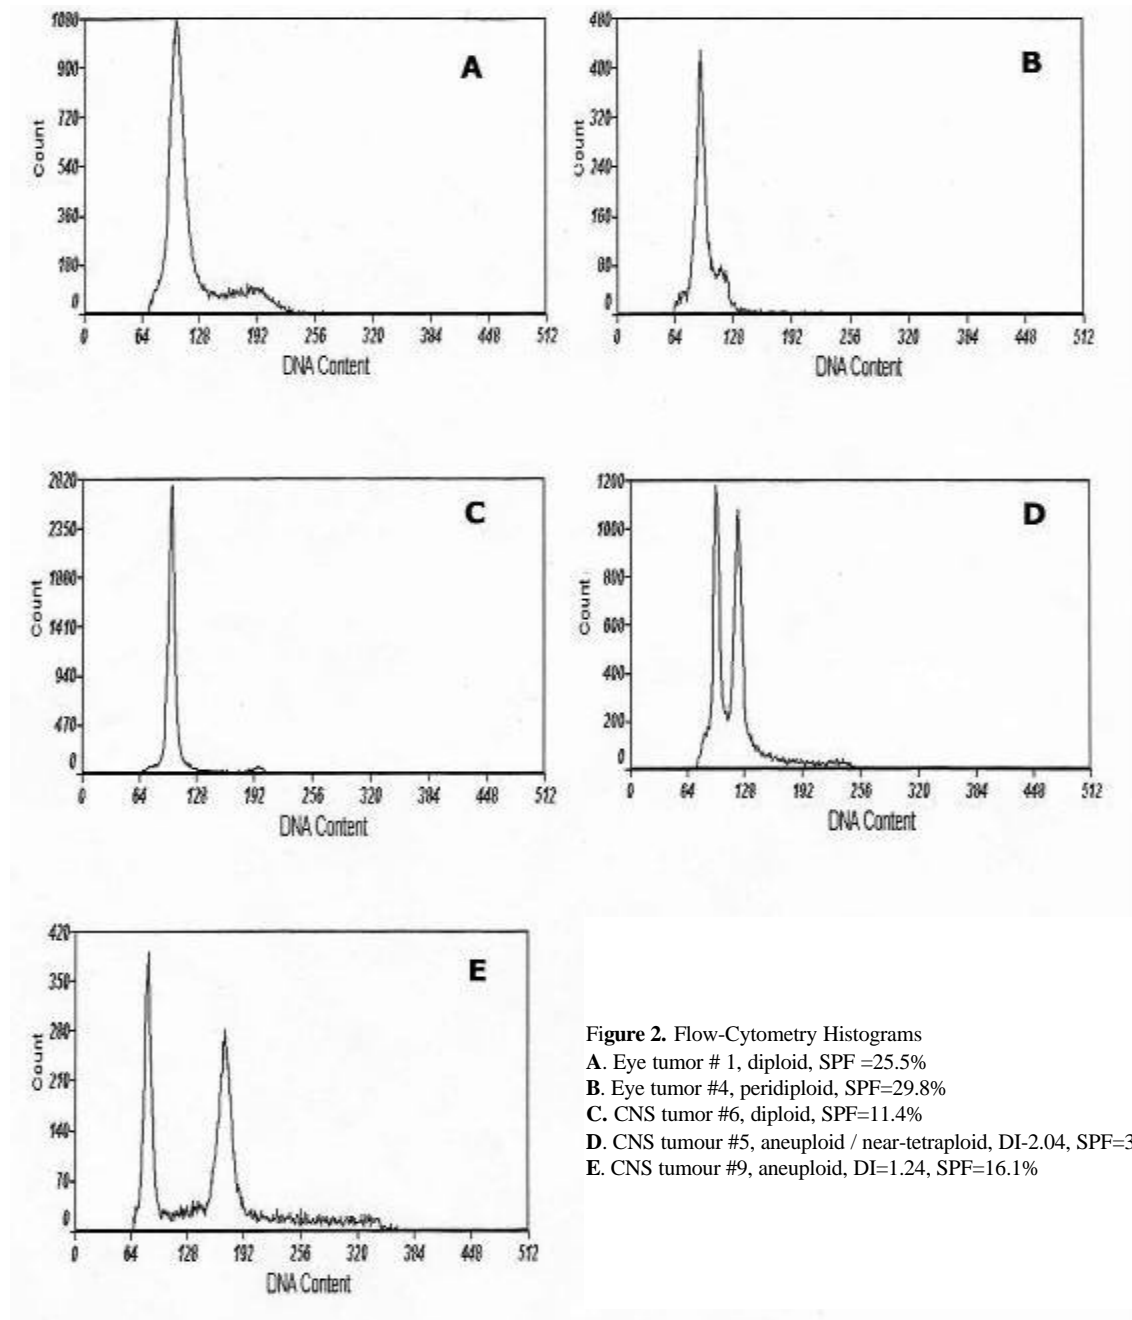 1080
900
720
540
360
180
0
Count
A
0 64 128 192 256 320 384 448 512
DNA Content
480
400
320
240
160
80
0
Count
B
0 64 128 192 256 320 384 448 512
DNA Content
2820
2350
1880
1410
940
470
0
Count
C
0 64 128 192 256 320 384 448 512
DNA Content
1200
1000
800
600
400
200
0
Count
D
0 64 128 192 256 320 384 448 512
DNA Content
420
350
280
210
140
70
0
Count
E
0 64 128 192 256 320 384 448 512
DNA Content
Figure 2. Flow-Cytometry Histograms
A. Eye tumor # 1, diploid, SPF =25.5%
B. Eye tumor #4, peridiploid, SPF=29.8%
C. CNS tumor #6, diploid, SPF=11.4%
D. CNS tumour #5, aneuploid / near-tetraploid, DI-2.04, SPF=3
E. CNS tumour #9, aneuploid, DI=1.24, SPF=16.1%